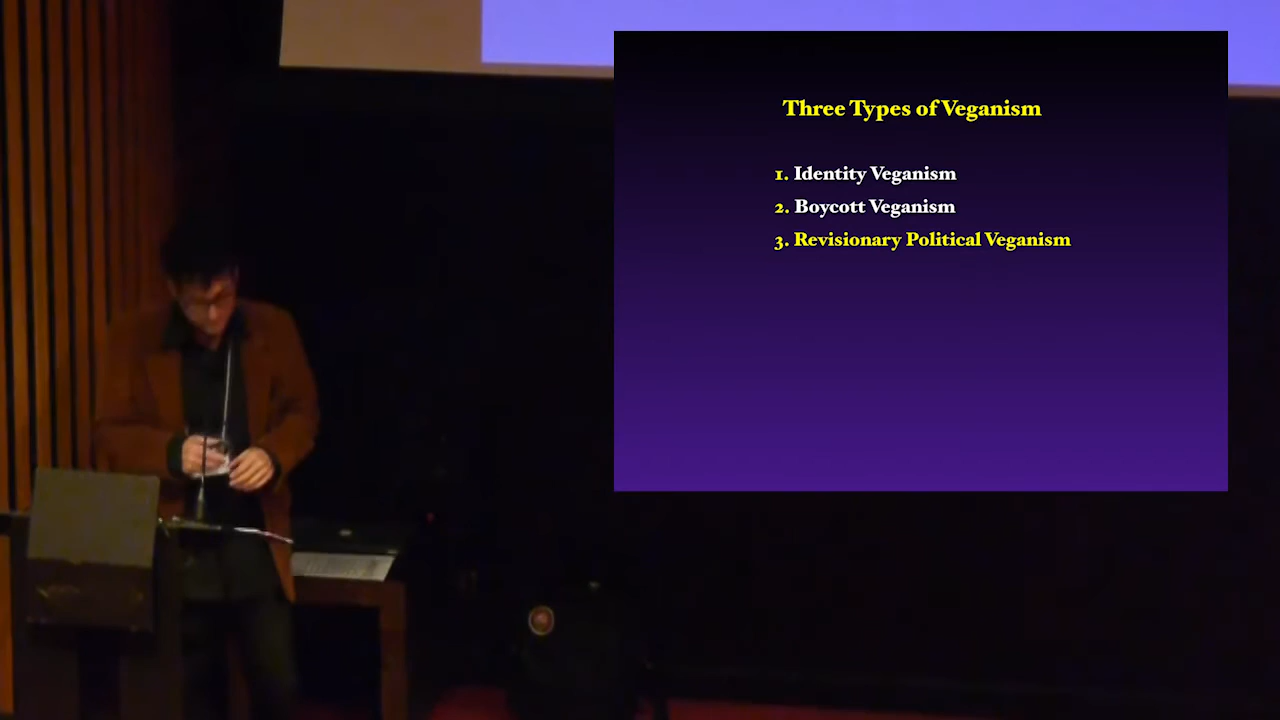 Three Types of Veganism
1. Identity Veganism
2. Boycott Veganism
3. Revisionary Political Veganism